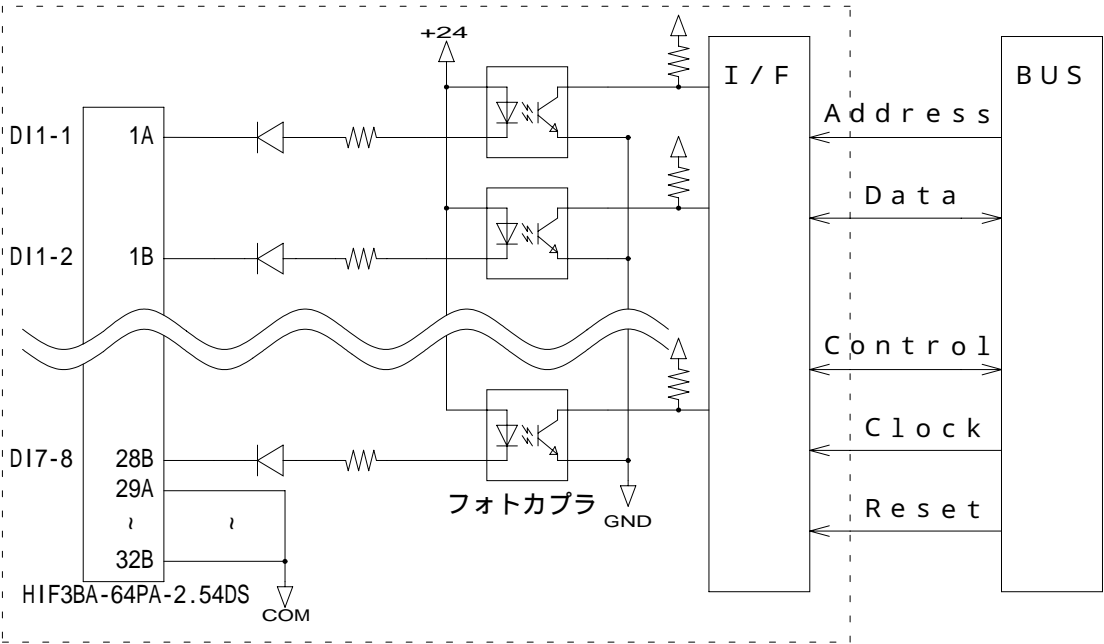 +24
I/F
BUS
Address
DI1-1
1A
Data
DI1-2
1B
Control
Clock
DI7-8
28B
29A
フォトカプラ
GND
Reset
~
~
32B
HIF3BA-64PA-2.54DS
COM